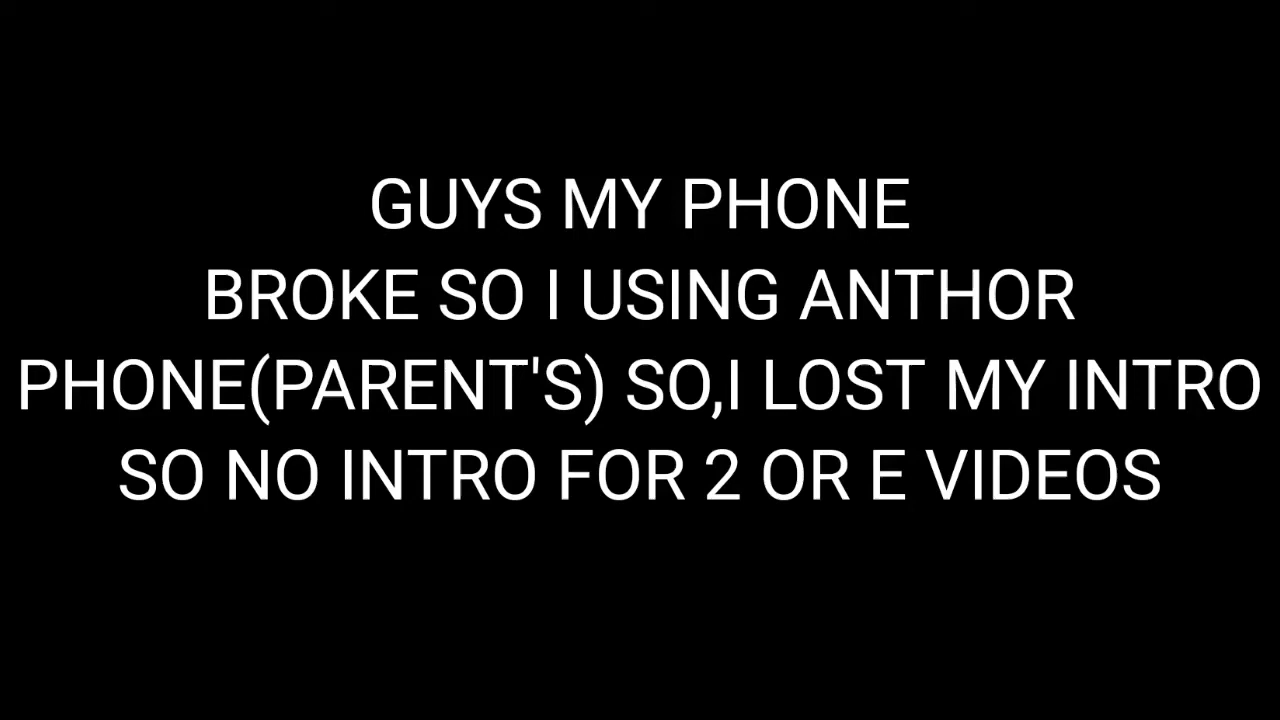 GUYS MY PHONE
BROKE SO I USING ANTHOR
PHONE(PARENT'S) SO,I LOST MY INTRO
SO NO INTRO FOR 2 OR E VIDEOS